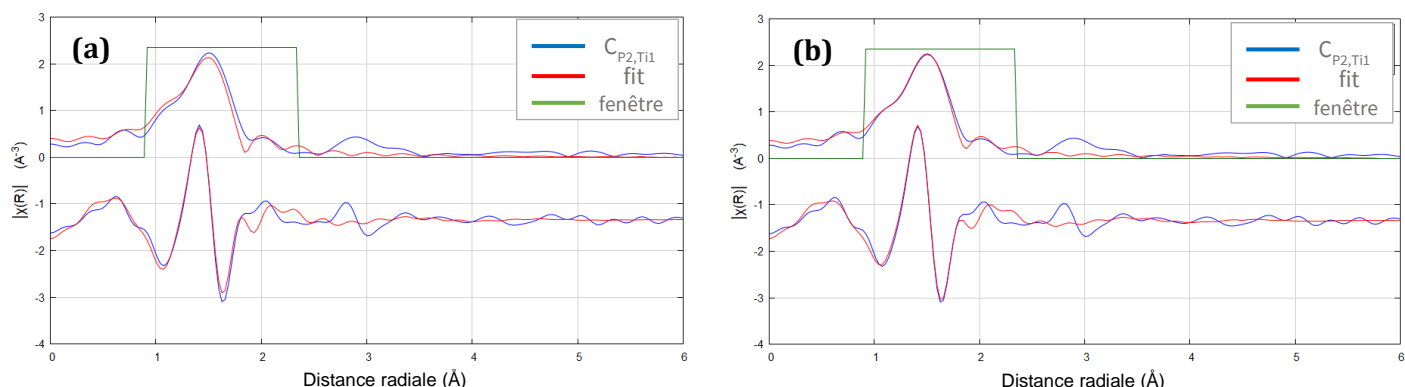 (a)
C_P2,Ti1
fit
fenêtre
3
2
1
0
-1
-2
-3
-4
|χ(R)| (A⁻³)
0 1 2 3 4 5 6
Distance radiale (Å)
(b)
C_P2,Ti1
fit
fenêtre
3
2
1
0
-1
-2
-3
-4
|χ(R)| (A⁻³)
0 1 2 3 4 5 6
Distance radiale (Å)